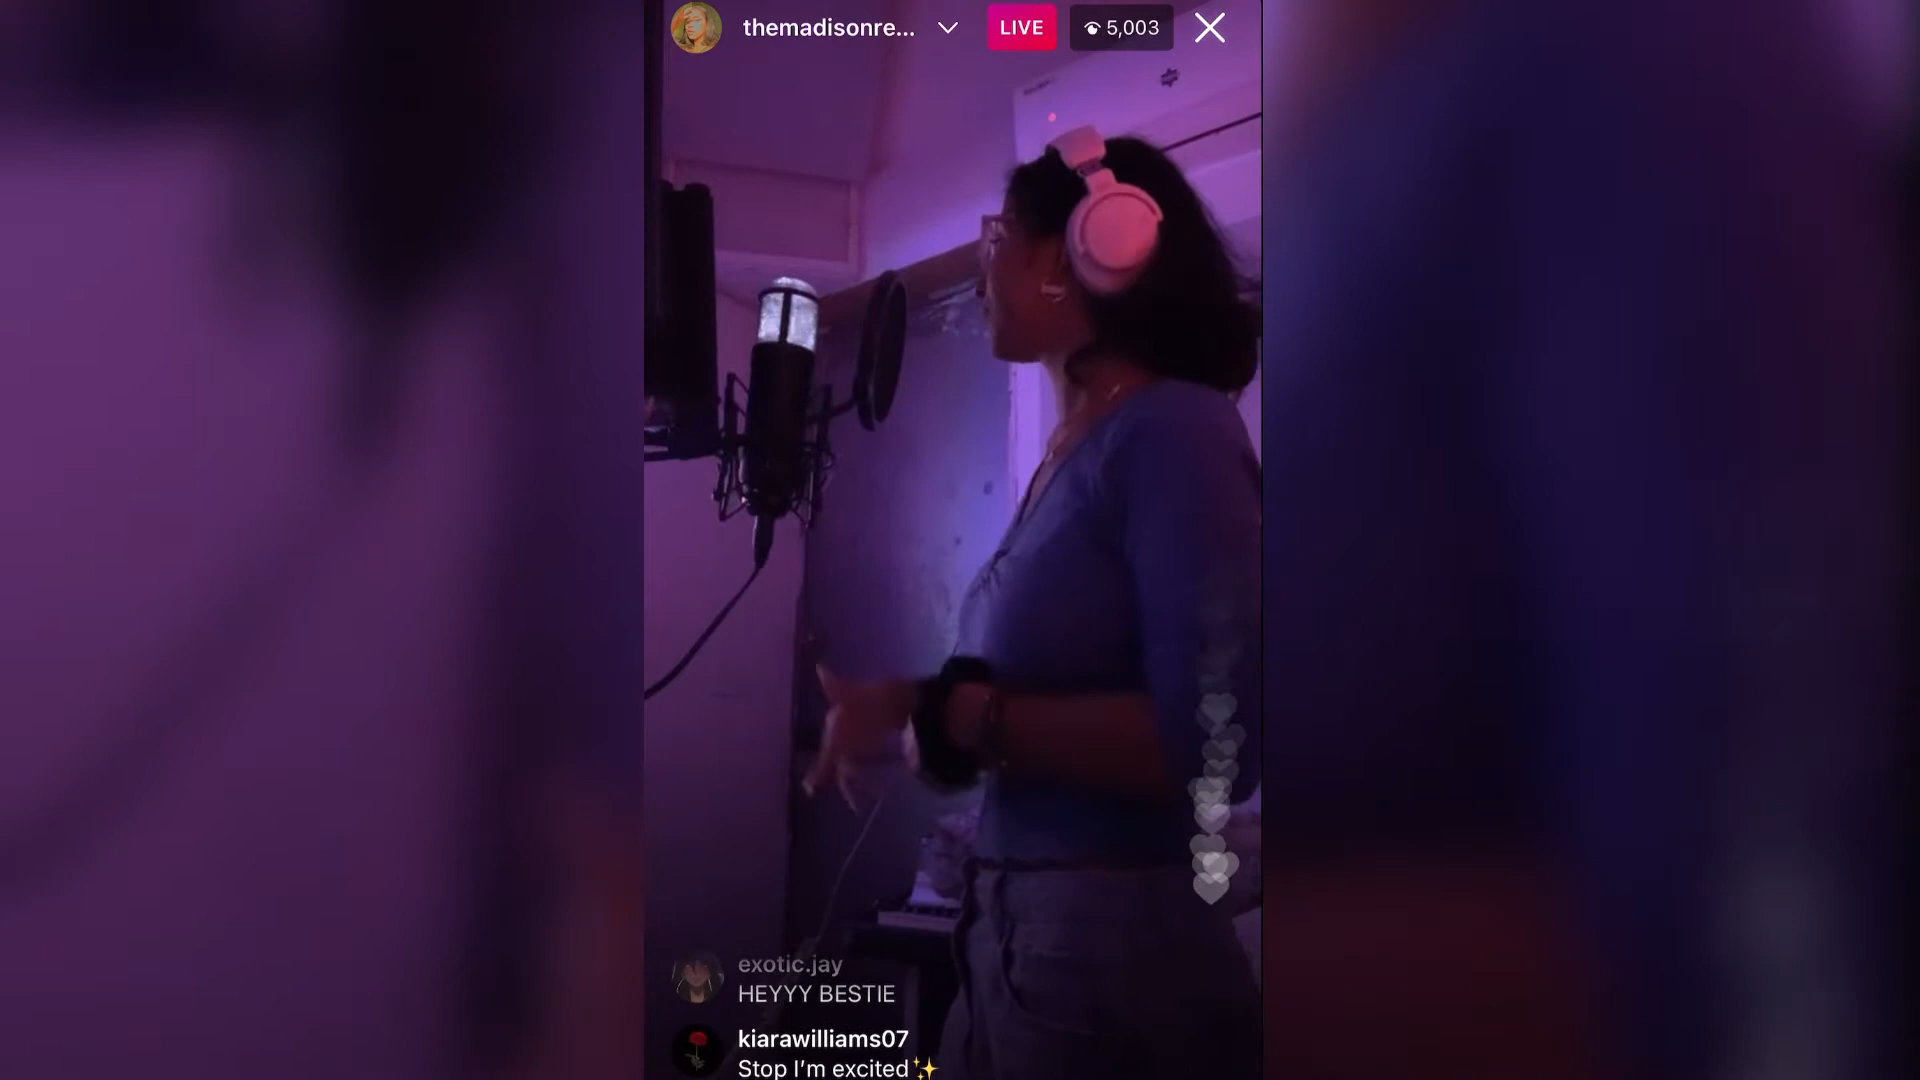 themadisonre...
LIVE
5,003
exotic.jay
HEYYY BESTIE
kiarawilliams07
Stop I’m excited✨